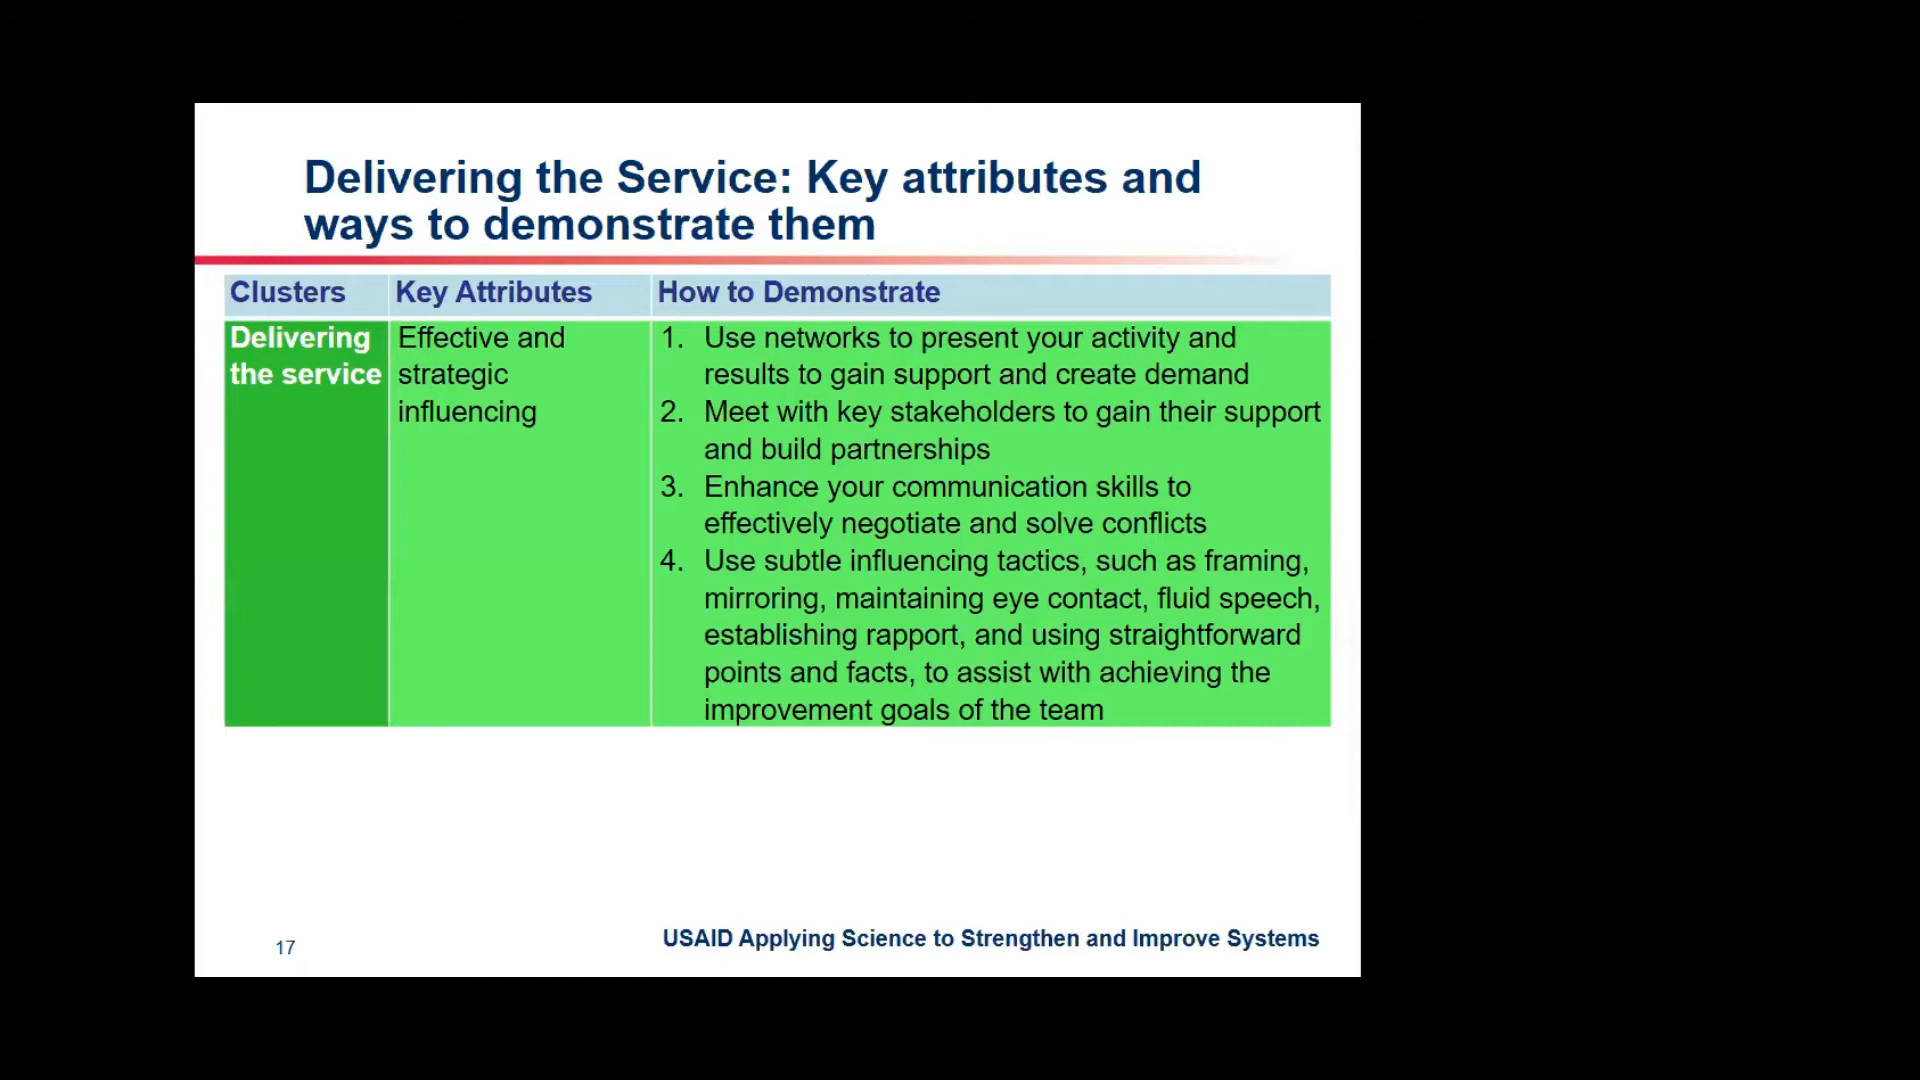 Delivering the Service: Key attributes and
ways to demonstrate them
Clusters Key Attributes How to Demonstrate
Delivering
the service
Effective and
strategic
influencing
1. Use networks to present your activity and
results to gain support and create demand
2. Meet with key stakeholders to gain their support
and build partnerships
3. Enhance your communication skills to
effectively negotiate and solve conflicts
4. Use subtle influencing tactics, such as framing,
mirroring, maintaining eye contact, fluid speech,
establishing rapport, and using straightforward
points and facts, to assist with achieving the
improvement goals of the team
17
USAID Applying Science to Strengthen and Improve Systems